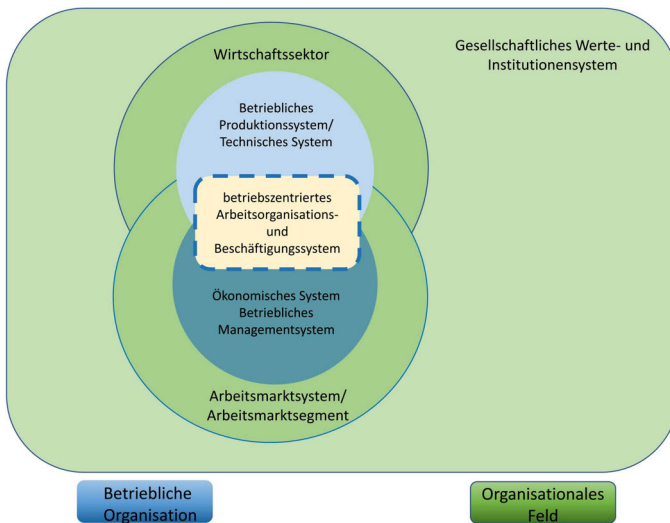 Wirtschaftssektor
Gesellschaftliches Werte- und
Institutionensystem
Betriebliches
Produktionssystem/
Technisches System
betriebszentriertes
Arbeitsorganisations-
und
Beschäftigungssystem
Ökonomisches System
Betriebliches
Managementsystem
Arbeitsmarktsystem/
Arbeitsmarktsegment
Betriebliche
Organisation
Organisationales
Feld